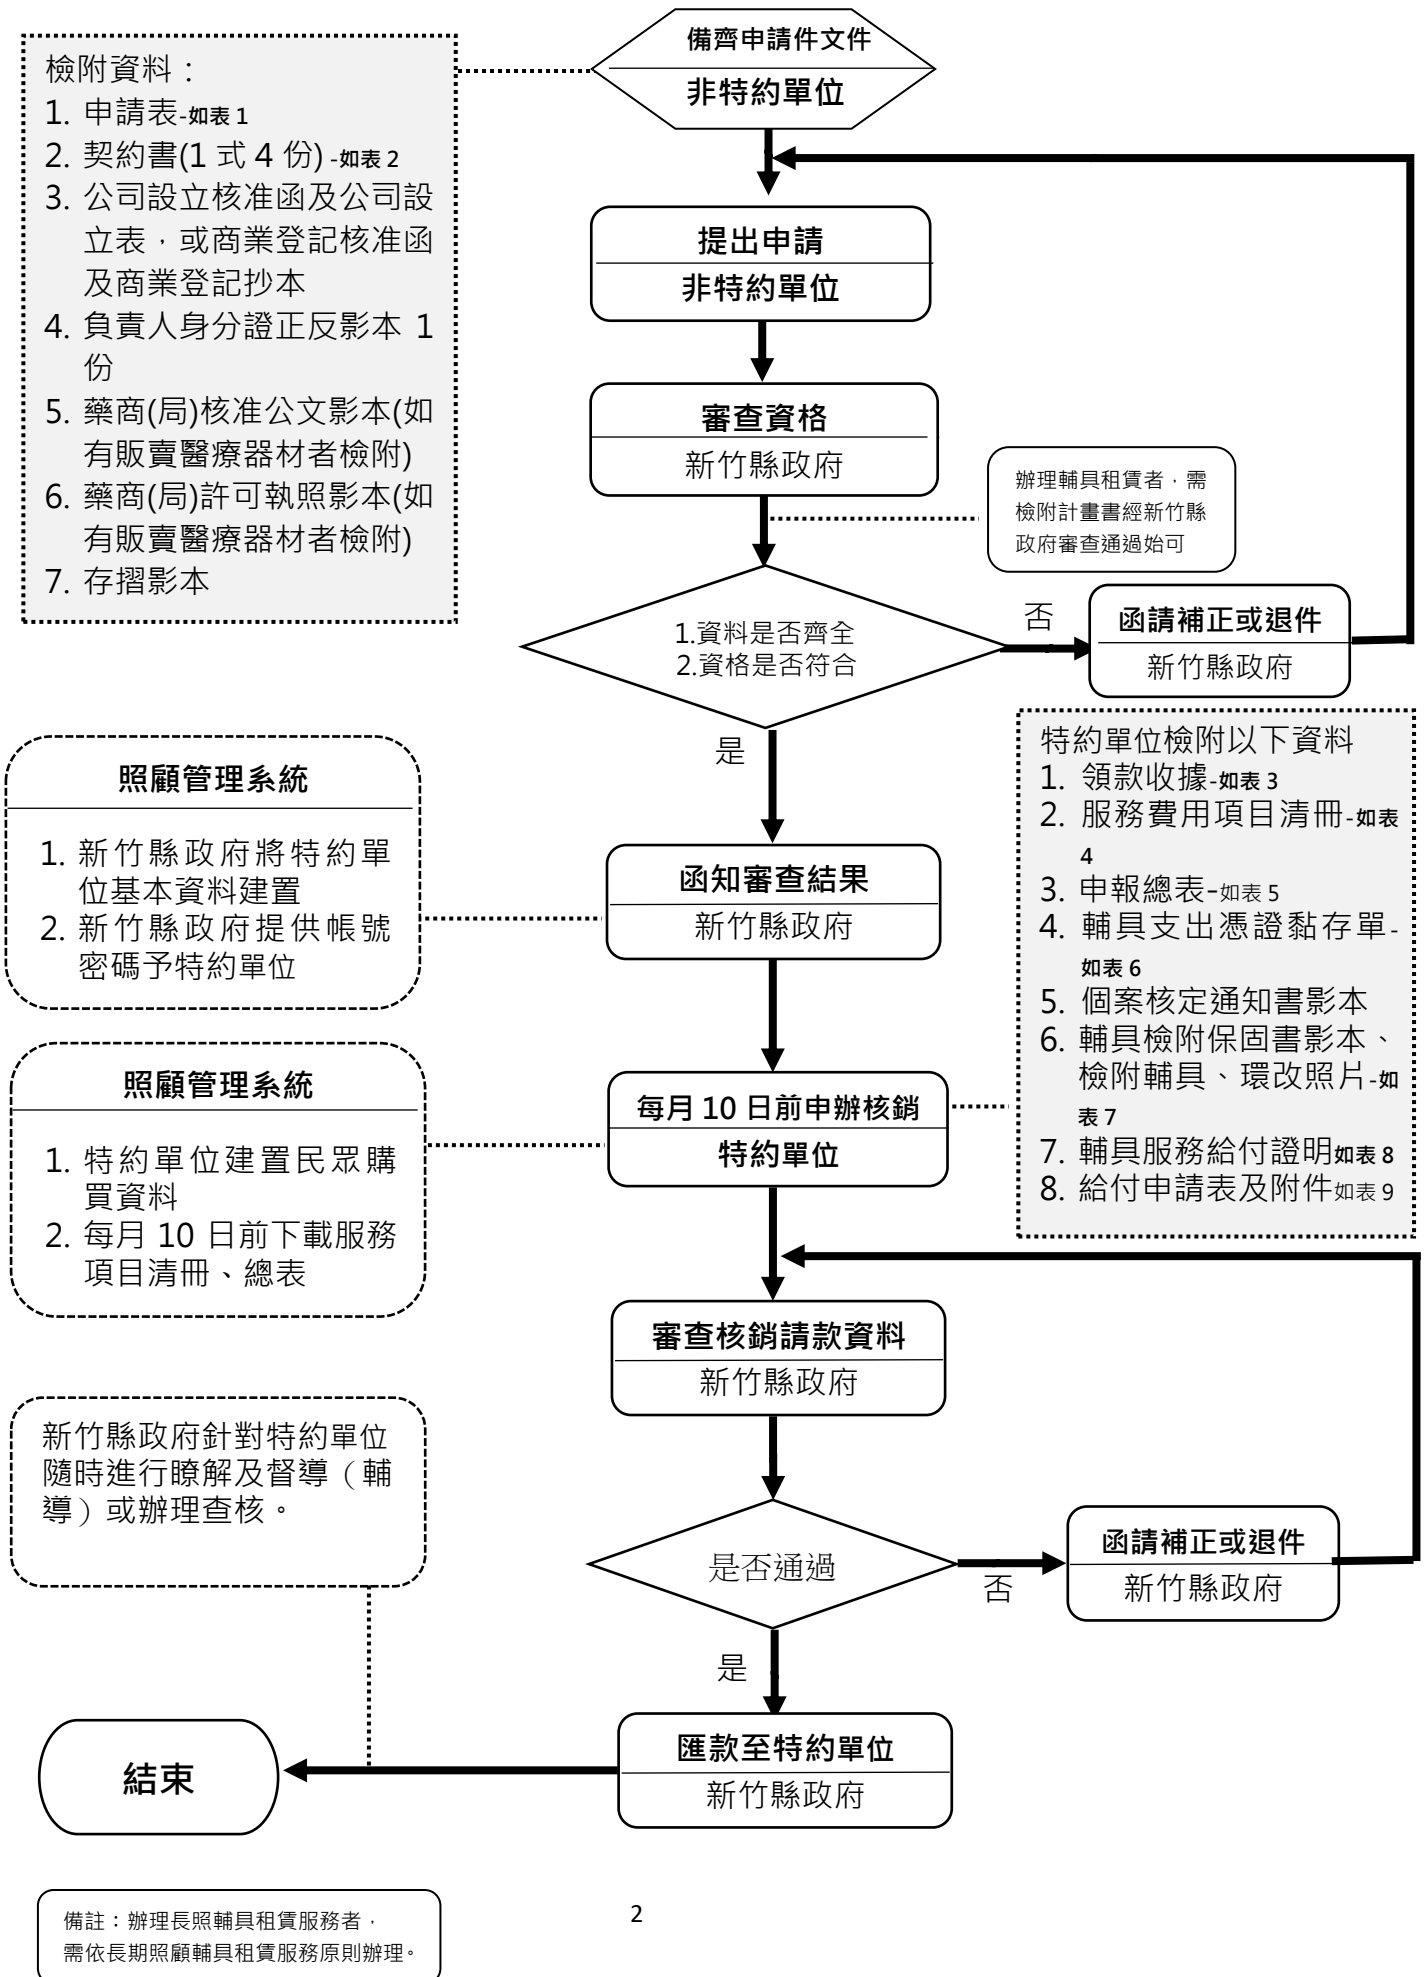 備齊申請件文件
非特約單位
檢附資料：
1. 申請表-如表 1
2. 契約書(1 式 4 份) -如表 2
3. 公司設立核准函及公司設
立表，或商業登記核准函
及商業登記抄本
4. 負責人身分證正反影本 1
份
5. 藥商(局)核准公文影本(如
有販賣醫療器材者檢附)
6. 藥商(局)許可執照影本(如
有販賣醫療器材者檢附)
7. 存摺影本
提出申請
非特約單位
審查資格
新竹縣政府
辦理輔具租賃者，需
檢附計畫書經新竹縣
政府審查通過始可
1.資料是否齊全
2.資格是否符合
否
函請補正或退件
新竹縣政府
是
照顧管理系統
1. 新竹縣政府將特約單
位基本資料建置
2. 新竹縣政府提供帳號
密碼予特約單位
函知審查結果
新竹縣政府
特約單位檢附以下資料
1. 領款收據-如表 3
2. 服務費用項目清冊-如表
4
3. 申報總表-如表 5
4. 輔具支出憑證黏存單-
如表 6
5. 個案核定通知書影本
6. 輔具檢附保固書影本、
檢附輔具、環改照片-如
表 7
7. 輔具服務給付證明如表 8
8. 給付申請表及附件如表 9
照顧管理系統
1. 特約單位建置民眾購
買資料
2. 每月 10 日前下載服務
項目清冊、總表
每月 10 日前申辦核銷
特約單位
審查核銷請款資料
新竹縣政府
新竹縣政府針對特約單位
隨時進行瞭解及督導（輔
導）或辦理查核。
是否通過
否
函請補正或退件
新竹縣政府
是
匯款至特約單位
新竹縣政府
結束
備註：辦理長照輔具租賃服務者，
需依長期照顧輔具租賃服務原則辦理。
2